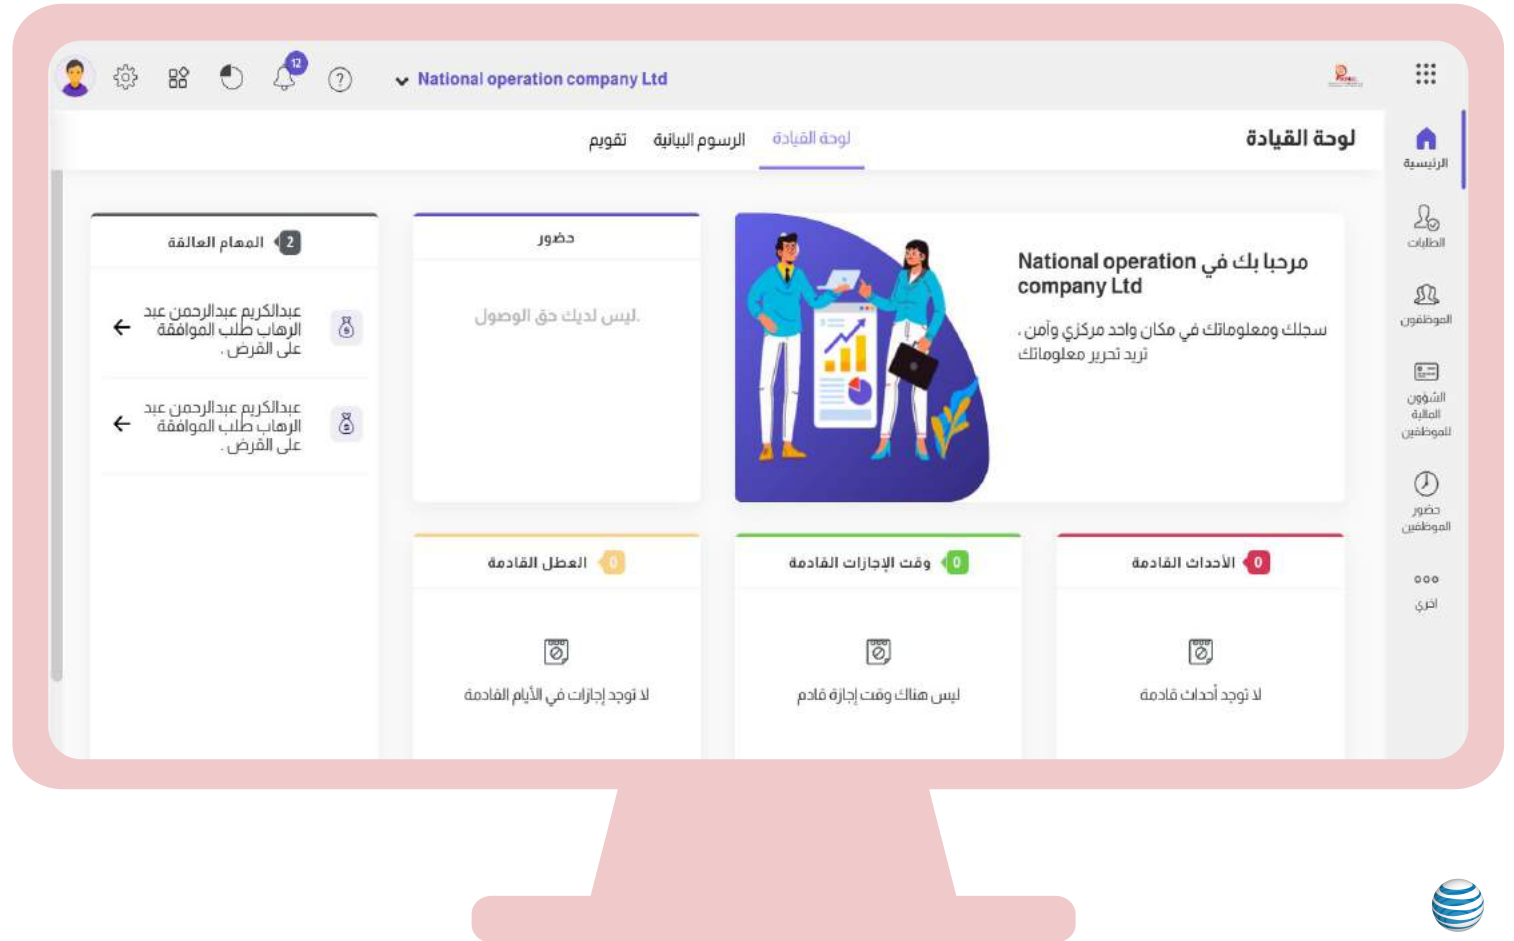 12
National operation company Ltd
الرئيسية
الطلبات
الموظفون
الشؤون
المالية
للموظفين
حضور
الموظفين
اخرى
لوحة القيادة
لوحة القيادة
الرسوم البيانية
تقويم
مرحبا بك في National operation
company Ltd
سجلك ومعلوماتك في مكان واحد مركزي وآمن ،
تريد تحرير معلوماتك
حضور
ليس لديك حق الوصول.
2 المهام العالقة
عبدالكريم عبدالرحمن عبد
الرهاب طلب الموافقة
على القرض .
عبدالكريم عبدالرحمن عبد
الرهاب طلب الموافقة
على القرض .
0 الأحداث القادمة
لا توجد أحداث قادمة
0 وقت الإجازات القادمة
ليس هناك وقت إجازة قادم
0 العطل القادمة
لا توجد إجازات في الأيام القادمة